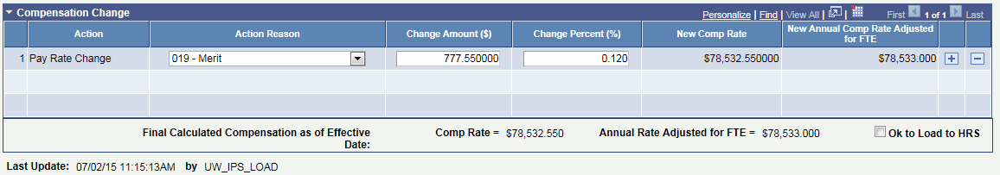 Compensation Change
Personalize | Find | View All | | First 1 of 1 Last
Action Action Reason Change Amount ($) Change Percent (%) New Comp Rate New Annual Comp Rate Adjusted for FTE
1 Pay Rate Change 019 - Merit 777.550000 0.120 $78,532.550000 $78,533.000 + -
Final Calculated Compensation as of Effective Date: Comp Rate = $78,532.550 Annual Rate Adjusted for FTE = $78,533.000 Ok to Load to HRS
Last Update: 07/02/15 11:15:13AM by UW_IPS_LOAD